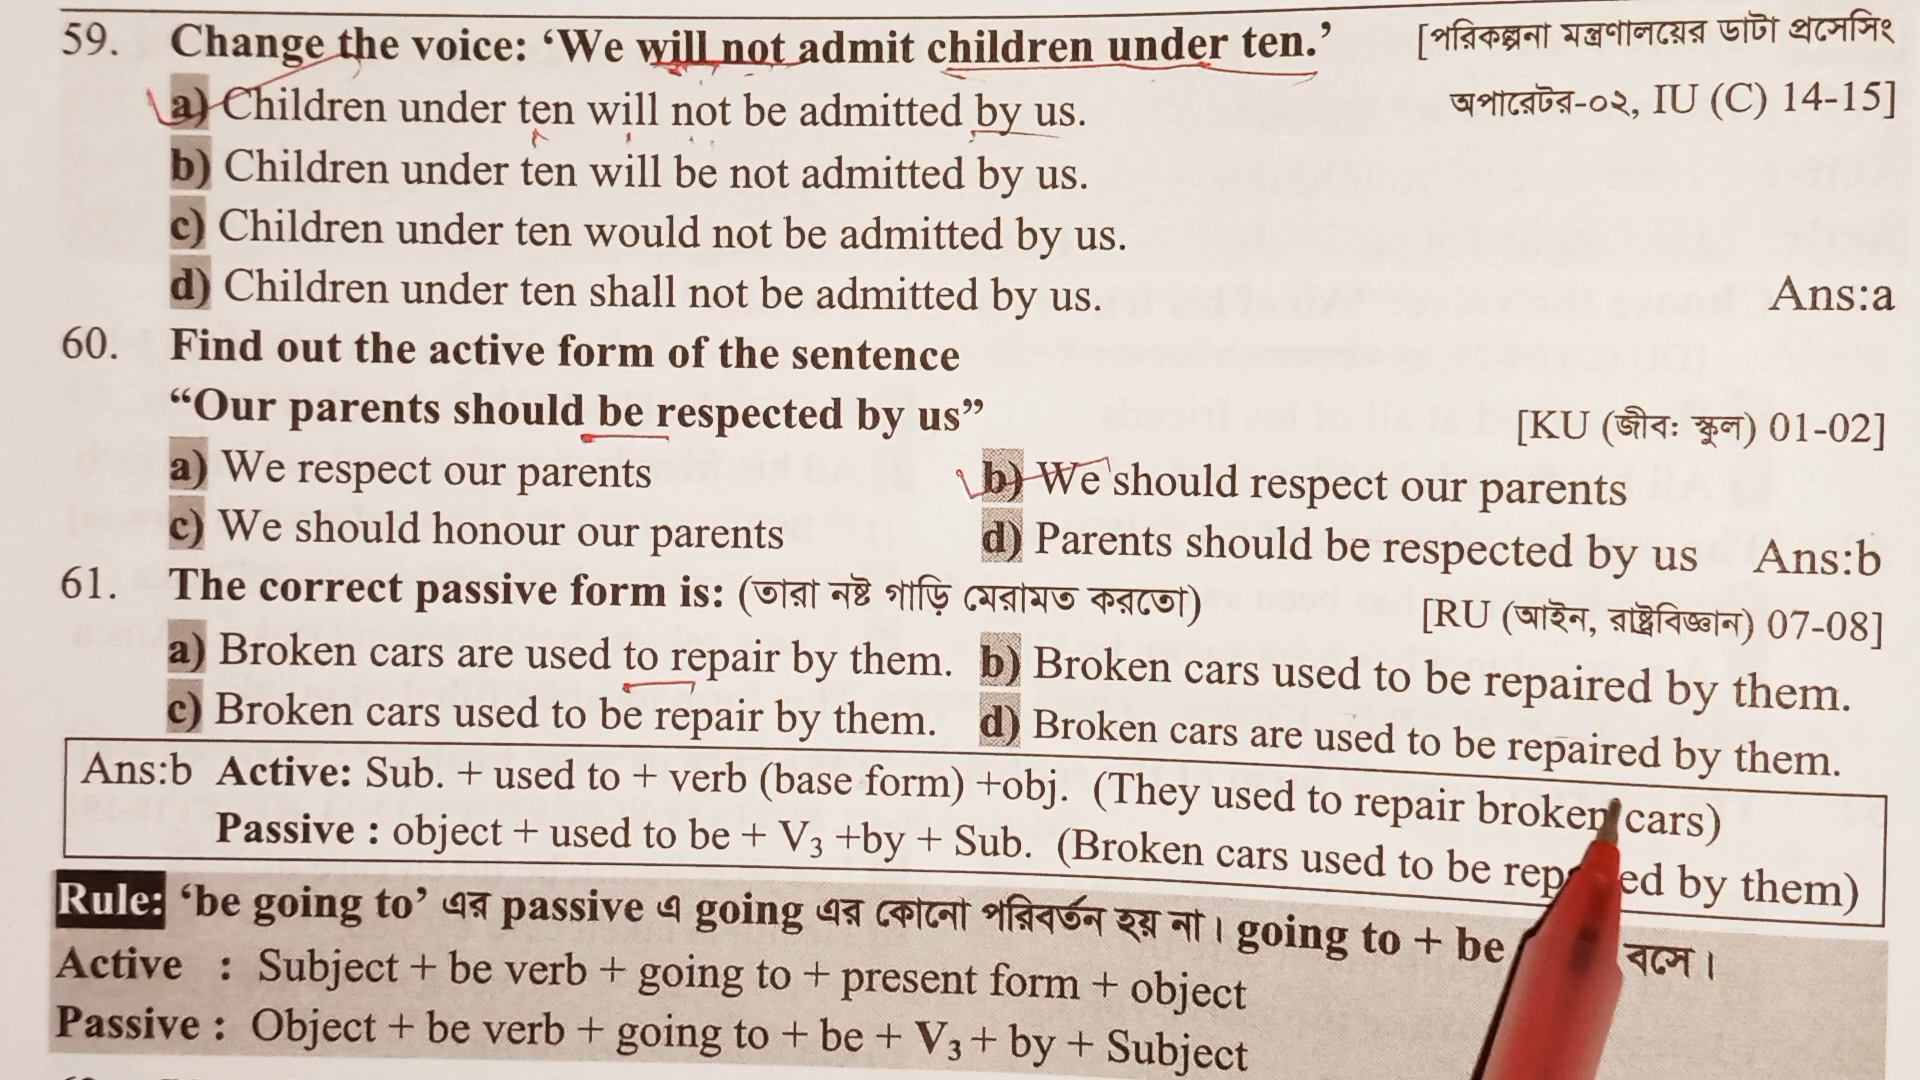 59. Change the voice: ‘We will not admit children under ten.’ [পরিকল্পনা মন্ত্রণালয়ের ডাটা প্রসেসিং
অপারেটর-০২, IU (C) 14-15]
a) Children under ten will not be admitted by us.
b) Children under ten will be not admitted by us.
c) Children under ten would not be admitted by us.
d) Children under ten shall not be admitted by us. Ans:a
60. Find out the active form of the sentence
“Our parents should be respected by us” [KU (জীব: স্কুল) 01-02]
a) We respect our parents b) We should respect our parents
c) We should honour our parents d) Parents should be respected by us Ans:b
61. The correct passive form is: (তারা নষ্ট গাড়ি মেরামত করতো) [RU (আইন, রাষ্ট্রবিজ্ঞান) 07-08]
a) Broken cars are used to repair by them. b) Broken cars used to be repaired by them.
c) Broken cars used to be repair by them. d) Broken cars are used to be repaired by them.
Ans:b Active: Sub. + used to + verb (base form) +obj. (They used to repair broken cars)
Passive : object + used to be + V₃ +by + Sub. (Broken cars used to be rep ed by them)
Rule: ‘be going to’ এর passive এ going এর কোনো পরিবর্তন হয় না। going to + be বসে।
Active : Subject + be verb + going to + present form + object
Passive : Object + be verb + going to + be + V₃ + by + Subject